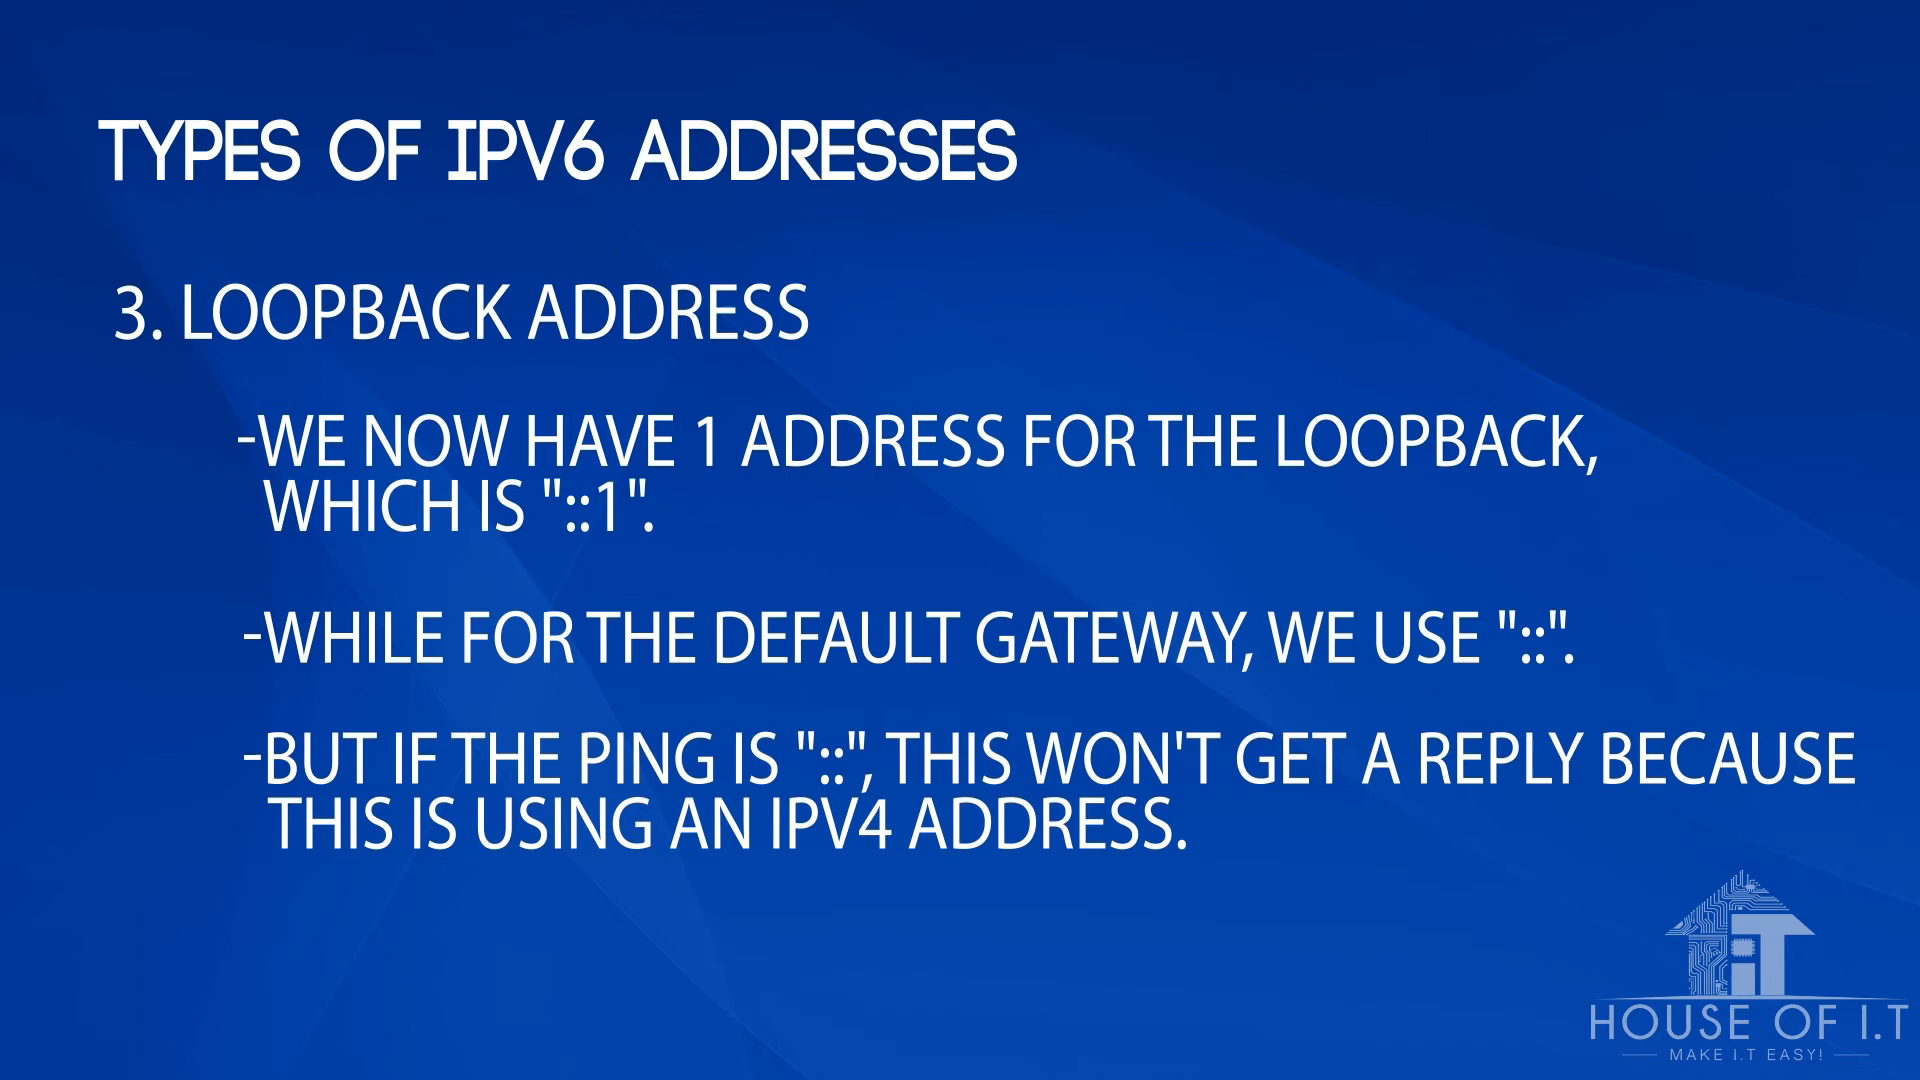 TYPES OF IPV6 ADDRESSES
3. LOOPBACK ADDRESS
-WE NOW HAVE 1 ADDRESS FOR THE LOOPBACK,
WHICH IS "::1".
-WHILE FOR THE DEFAULT GATEWAY, WE USE "::".
-BUT IF THE PING IS "::", THIS WON'T GET A REPLY BECAUSE
THIS IS USING AN IPV4 ADDRESS.
iT
HOUSE OF I.T
MAKE I.T EASY!